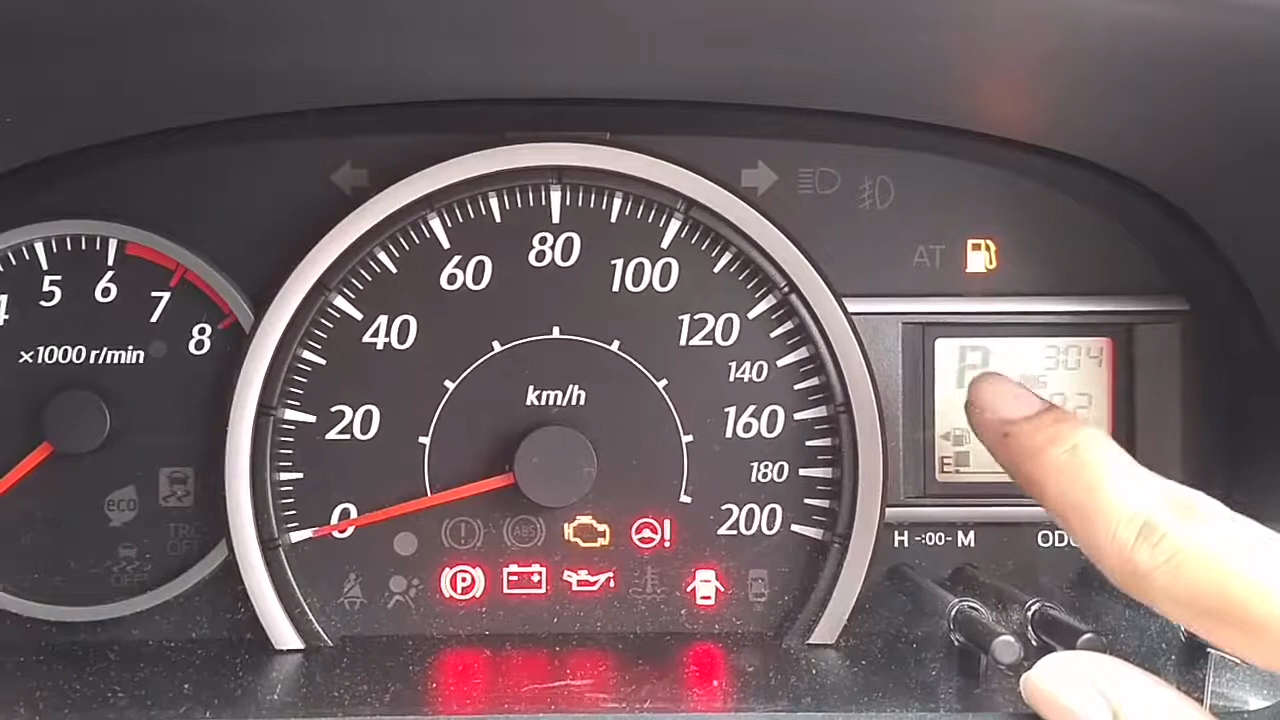 4 5 6 7 8
×1000 r/min
eco
TRC
OFF
OFF
0 20 40 60 80 100 120 140 160 180 200
km/h
ABS
P
AT
P 304
E
H -:00- M